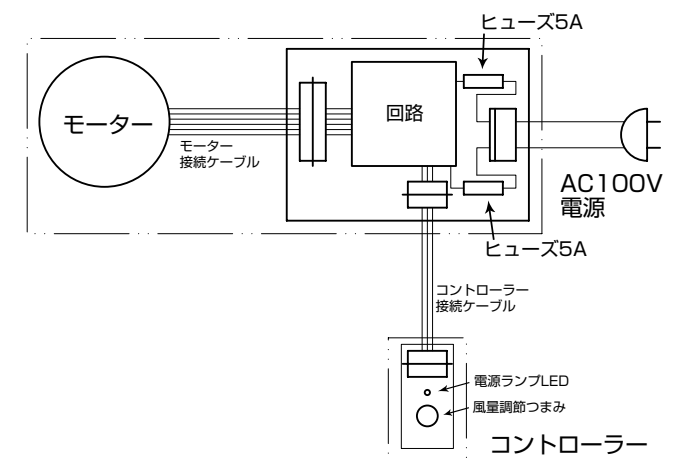 ヒューズ5A
回路
モーター
モーター
接続ケーブル
AC100V
電源
ヒューズ5A
コントローラー
接続ケーブル
電源ランプLED
風量調節つまみ
コントローラー